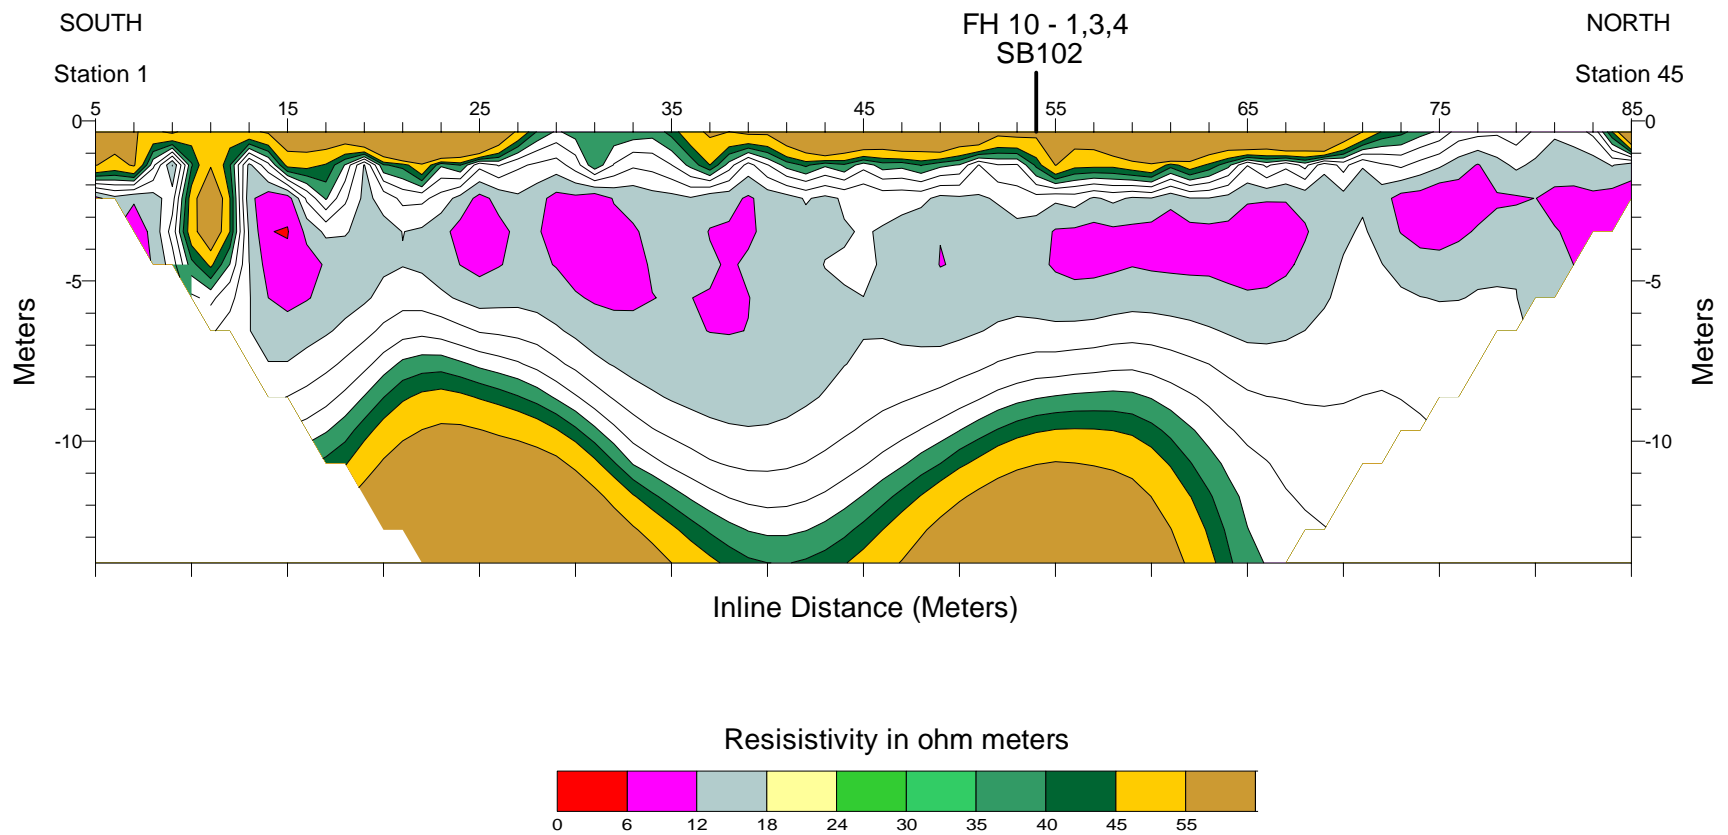 SOUTH
FH 10 - 1,3,4
NORTH
SB102
Station 1
Station 45
5 15 25 35 45 55 65 75 85
0 0
-5 -5
-10 -10
Meters
Meters
Inline Distance (Meters)
Resisistivity in ohm meters
0 6 12 18 24 30 35 40 45 55